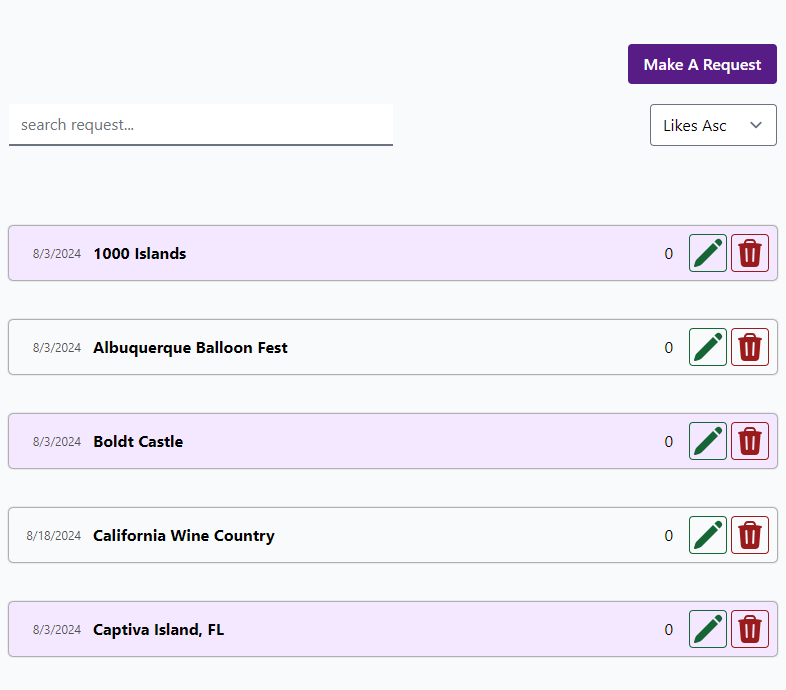 Make A Request
search request...
Likes Asc
8/3/2024 1000 Islands 0
8/3/2024 Albuquerque Balloon Fest 0
8/3/2024 Boldt Castle 0
8/18/2024 California Wine Country 0
8/3/2024 Captiva Island, FL 0